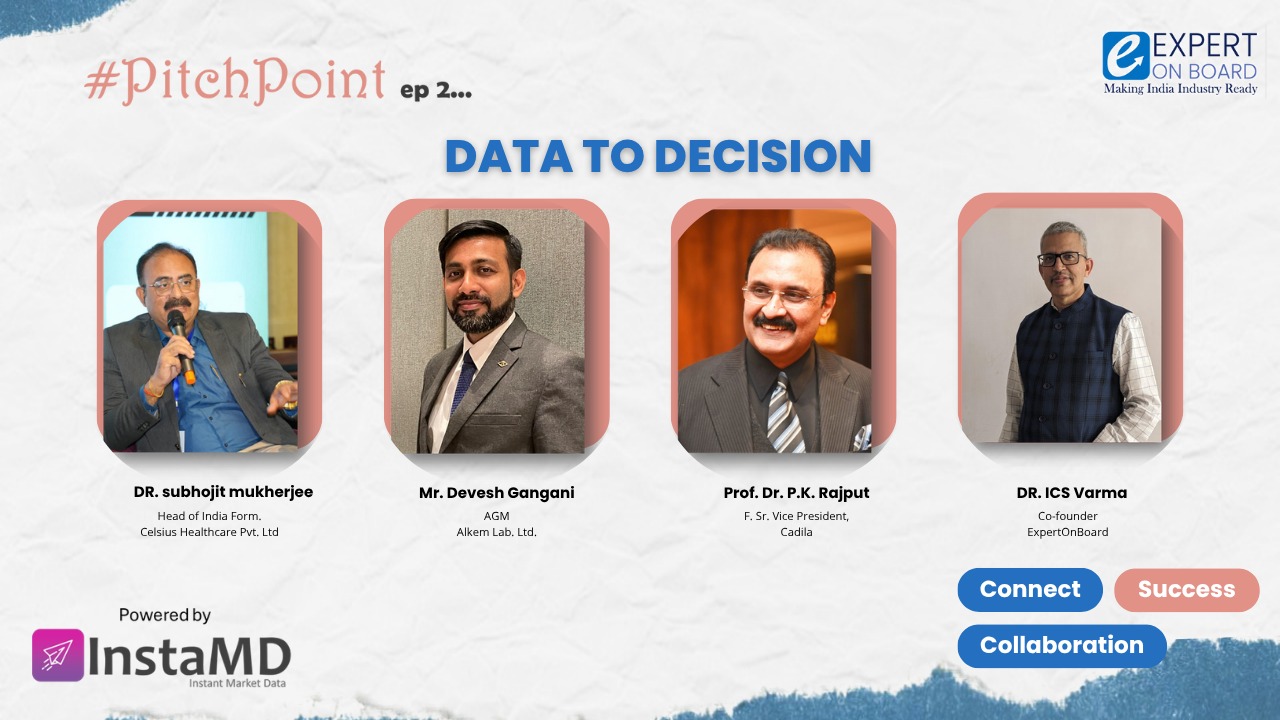 #PitchPoint ep 2...
e EXPERT
ON BOARD
Making India Industry Ready
DATA TO DECISION
DR. subhojit mukherjee
Head of India Form.
Celsius Healthcare Pvt. Ltd
Mr. Devesh Gangani
AGM
Alkem Lab. Ltd.
Prof. Dr. P.K. Rajput
F. Sr. Vice President,
Cadila
DR. ICS Varma
Co-founder
ExpertOnBoard
Connect
Success
Collaboration
Powered by
InstaMD
Instant Market Data